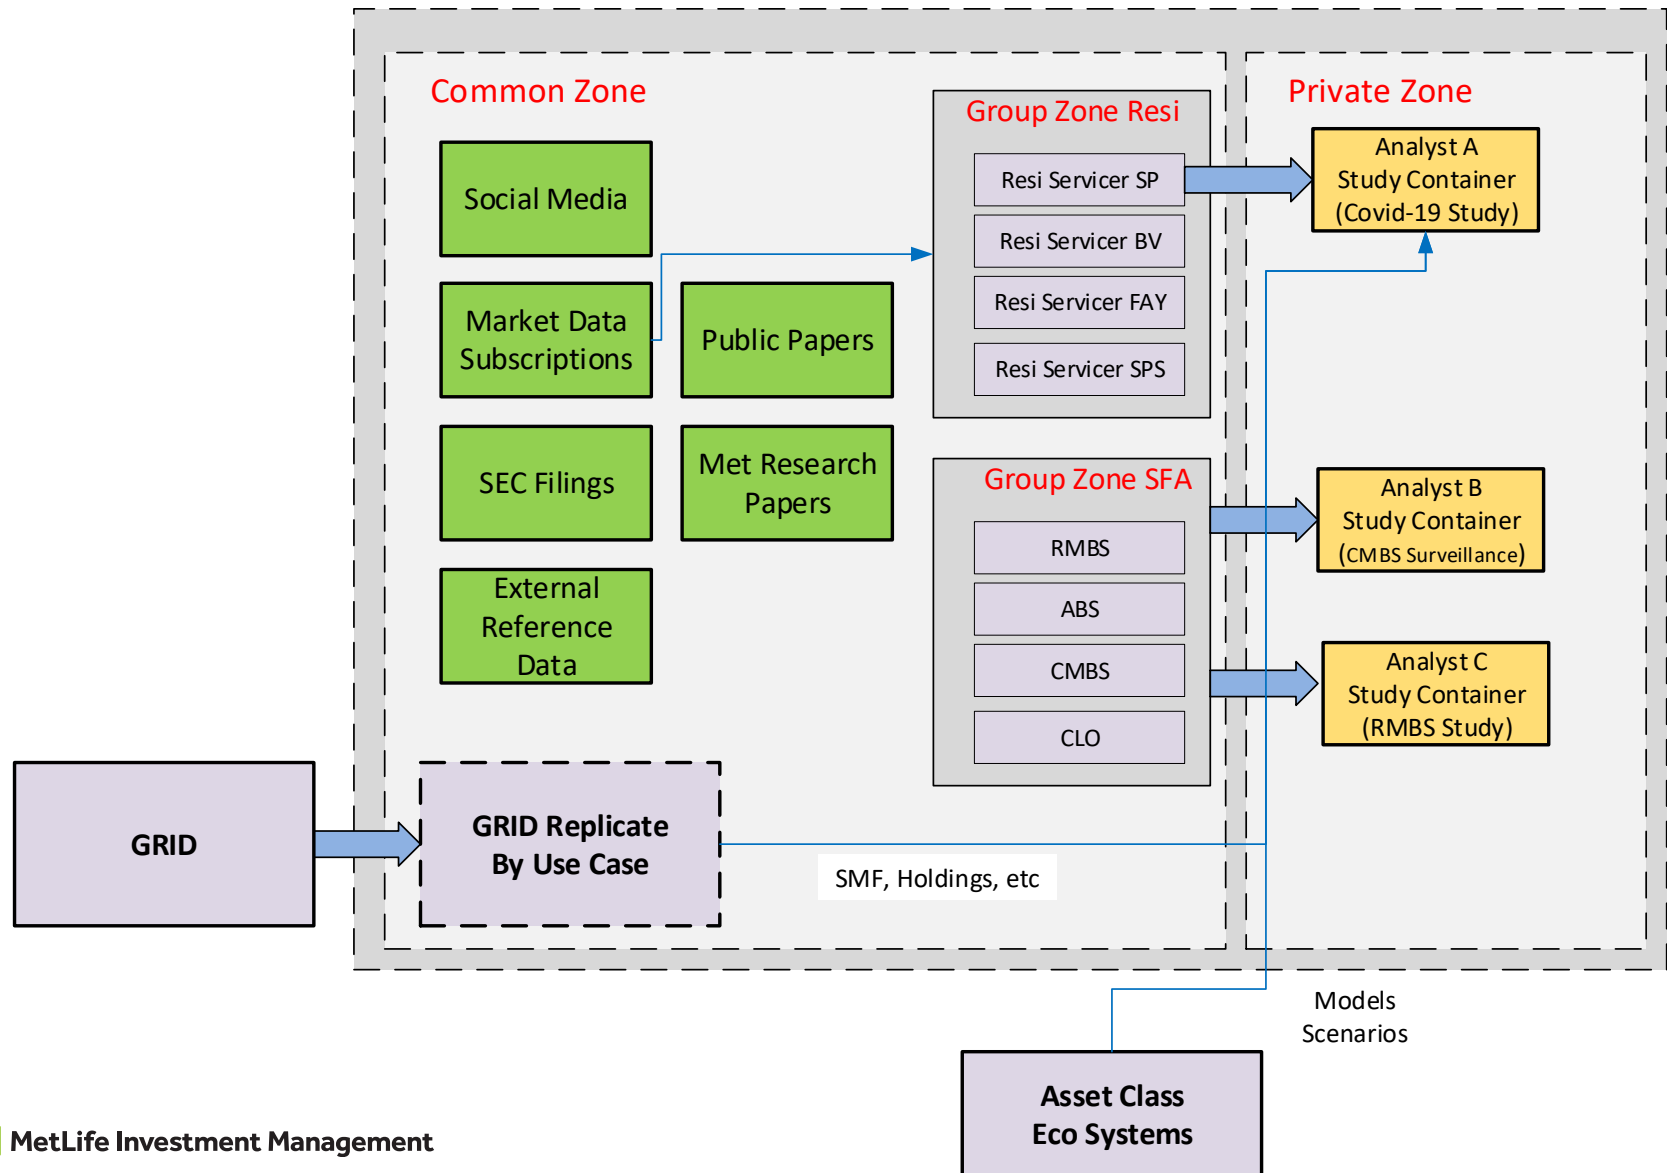 Common Zone
Social Media
Market Data
Subscriptions
Public Papers
SEC Filings
Met Research
Papers
External
Reference
Data
Group Zone Resi
Resi Servicer SP
Resi Servicer BV
Resi Servicer FAY
Resi Servicer SPS
Group Zone SFA
RMBS
ABS
CMBS
CLO
Private Zone
Analyst A
Study Container
(Covid-19 Study)
Analyst B
Study Container
(CMBS Surveillance)
Analyst C
Study Container
(RMBS Study)
GRID
GRID Replicate
By Use Case
SMF, Holdings, etc
Models
Scenarios
Asset Class
Eco Systems
MetLife Investment Management